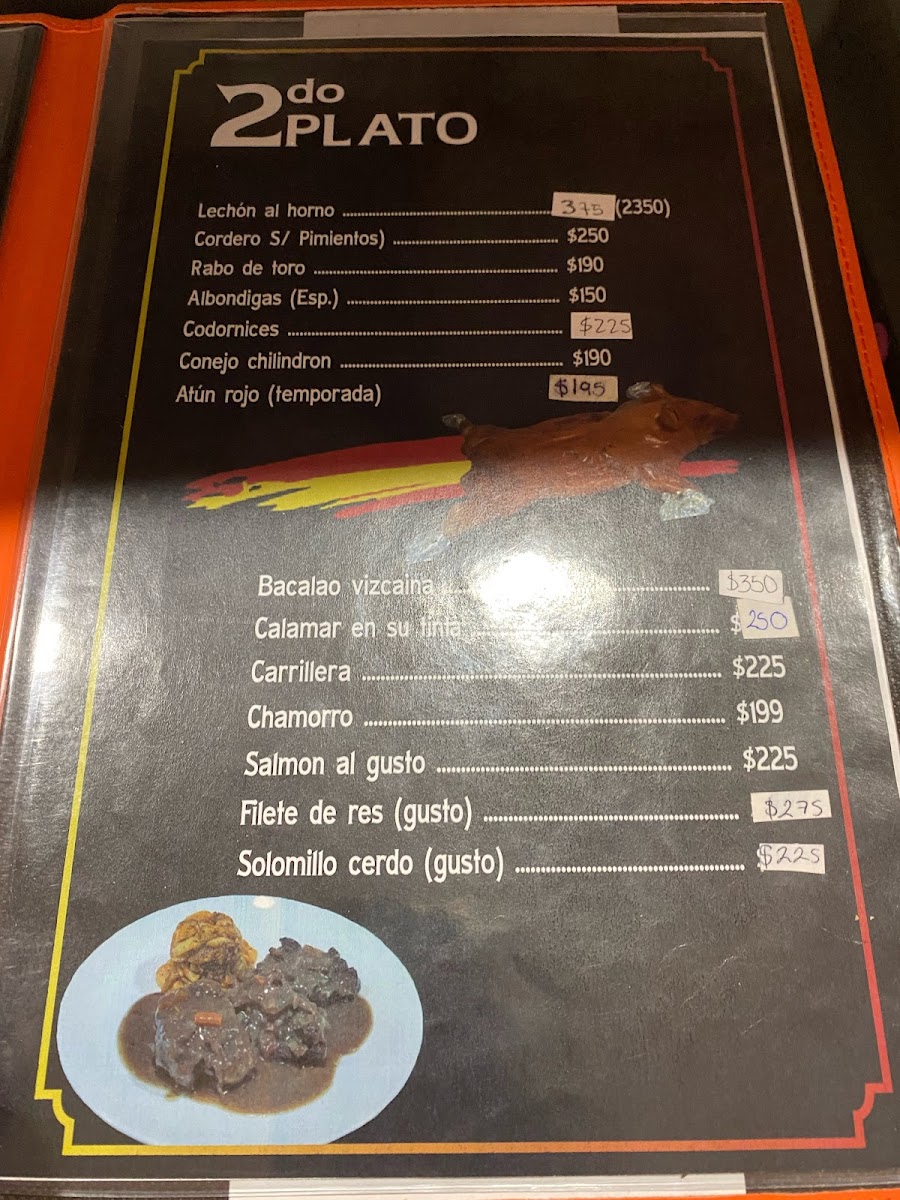 2do
PLATO
Lechón al horno ........ 375 (2350)
Cordero S/ Pimientos) ........ $250
Rabo de toro ........ $190
Albondigas (Esp.) ........ $150
Codornices ........ $225
Conejo chilindron ........ $190
Atún rojo (temporada) $195
Bacalao vizcaina ........ $350
Calamar en su tinta ........ $250
Carrillera ........ $225
Chamorro ........ $199
Salmon al gusto ........ $225
Filete de res (gusto) ........ $275
Solomillo cerdo (gusto) ........ $225